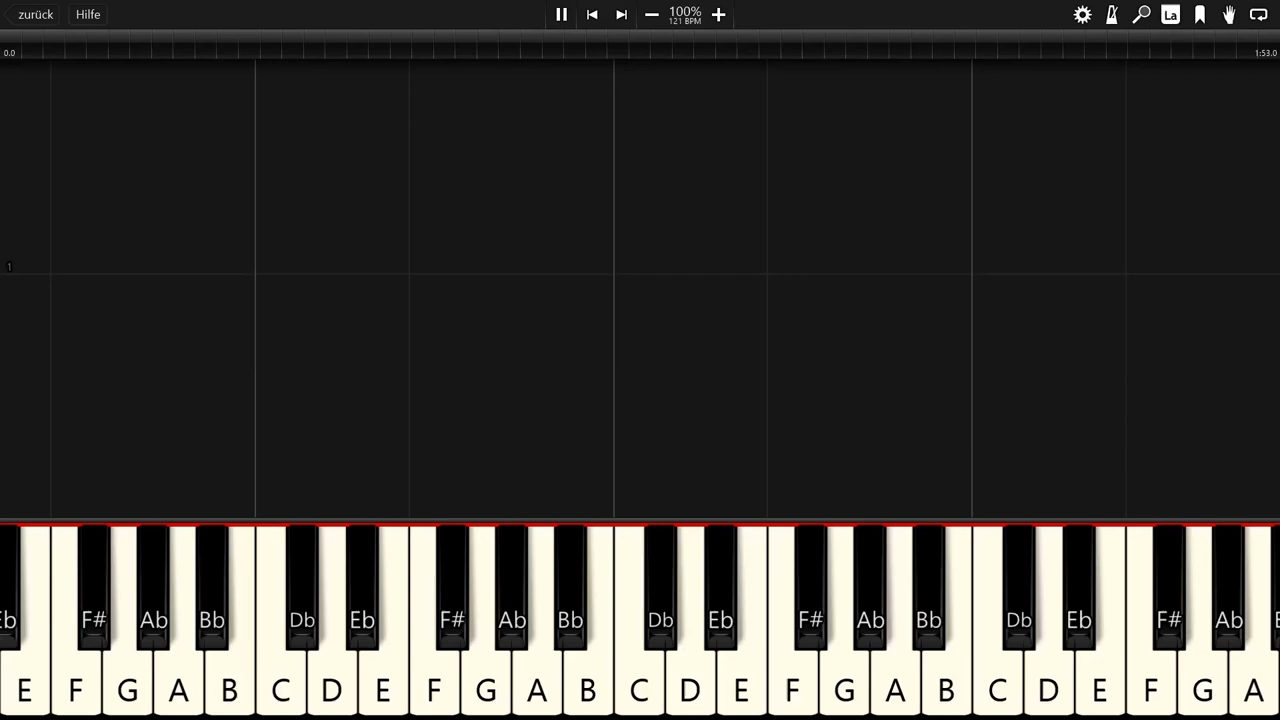 zurück Hilfe 100% La
121 BPM
0.0 1:53.0
1
Eb F# Ab Bb Db Eb F# Ab Bb Db Eb F# Ab Bb Db Eb F# Ab
E F G A B C D E F G A B C D E F G A B C D E F G A